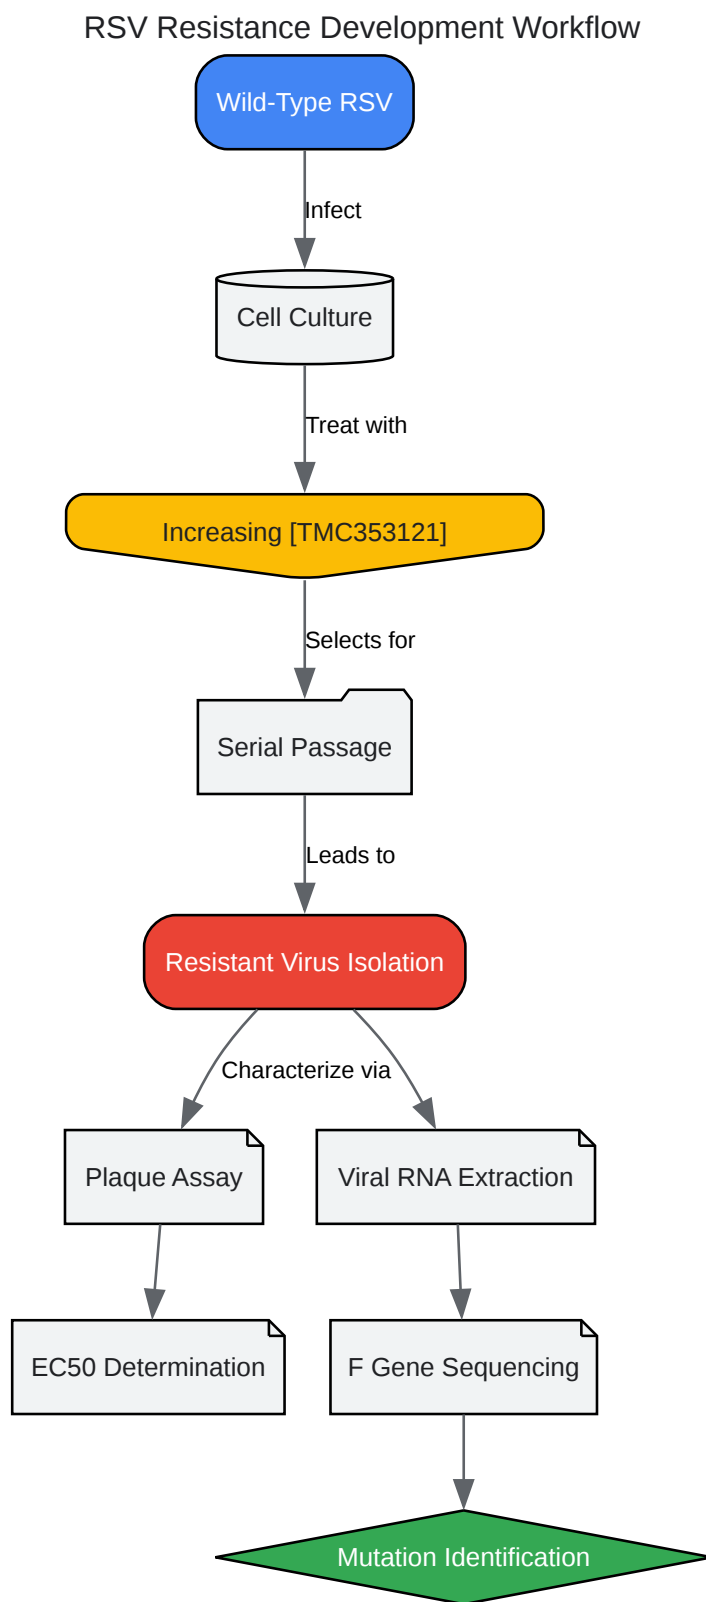 RSV Resistance Development Workflow
Wild-Type RSV
Infect
Cell Culture
Treat with
Increasing [TMC353121]
Selects for
Serial Passage
Leads to
Resistant Virus Isolation
Characterize via
Plaque Assay
Viral RNA Extraction
EC50 Determination
F Gene Sequencing
Mutation Identification